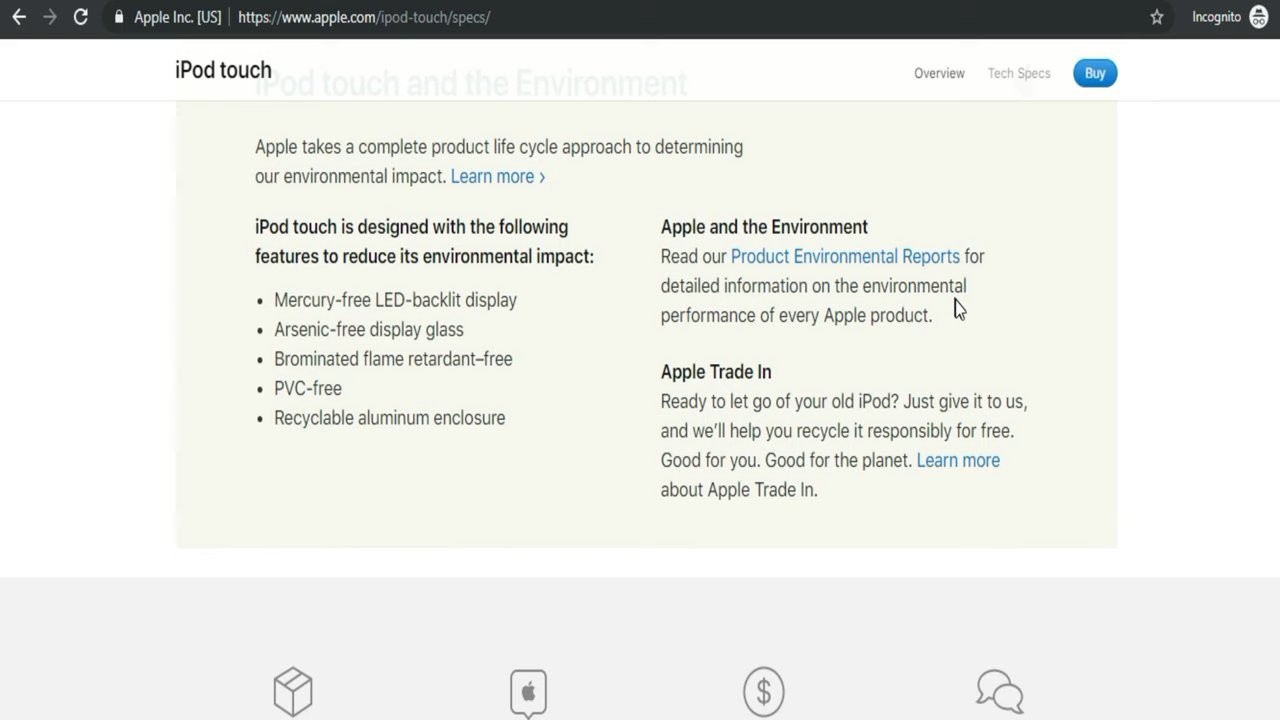 Apple Inc. [US]
https://www.apple.com/ipod-touch/specs/
Incognito
iPod touch
Overview
Tech Specs
Buy
iPod touch and the Environment
Apple takes a complete product life cycle approach to determining
our environmental impact. Learn more ›
iPod touch is designed with the following
features to reduce its environmental impact:
• Mercury-free LED-backlit display
• Arsenic-free display glass
• Brominated flame retardant–free
• PVC-free
• Recyclable aluminum enclosure
Apple and the Environment
Read our Product Environmental Reports for
detailed information on the environmental
performance of every Apple product.
Apple Trade In
Ready to let go of your old iPod? Just give it to us,
and we’ll help you recycle it responsibly for free.
Good for you. Good for the planet. Learn more
about Apple Trade In.
$